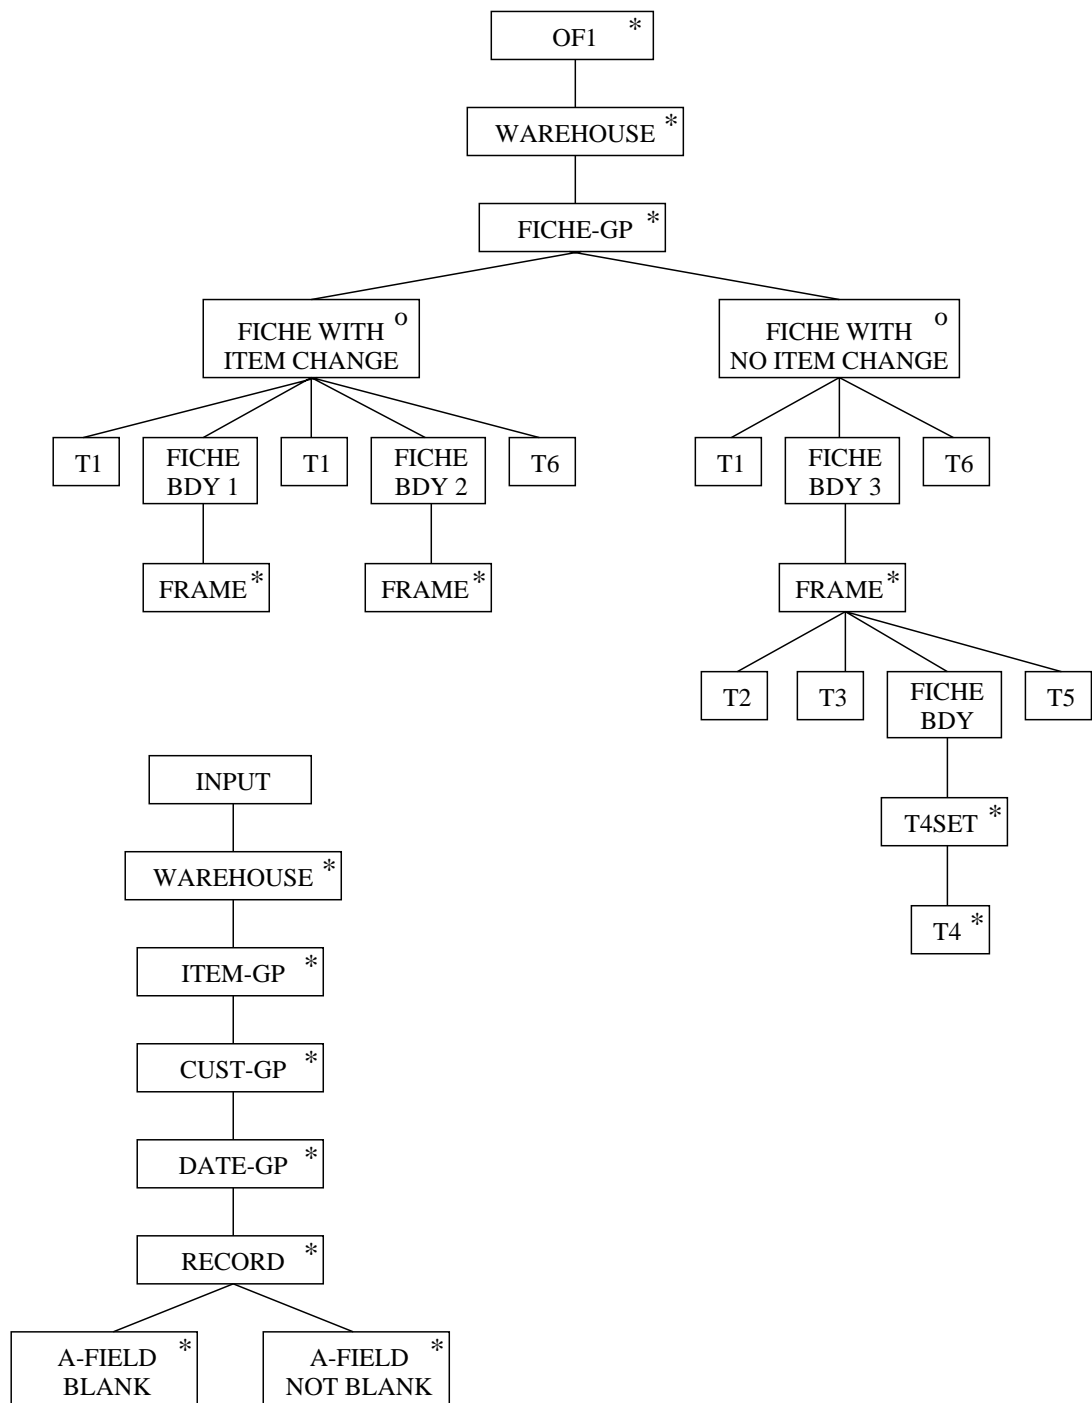 OF1 *
WAREHOUSE *
FICHE-GP *
FICHE WITH o
ITEM CHANGE
FICHE WITH o
NO ITEM CHANGE
T1
FICHE
BDY 1
T1
FICHE
BDY 2
T6
T1
FICHE
BDY 3
T6
FRAME *
FRAME *
FRAME *
T2
T3
FICHE
BDY
T5
T4SET *
T4 *
INPUT
WAREHOUSE *
ITEM-GP *
CUST-GP *
DATE-GP *
RECORD *
A-FIELD *
BLANK
A-FIELD *
NOT BLANK